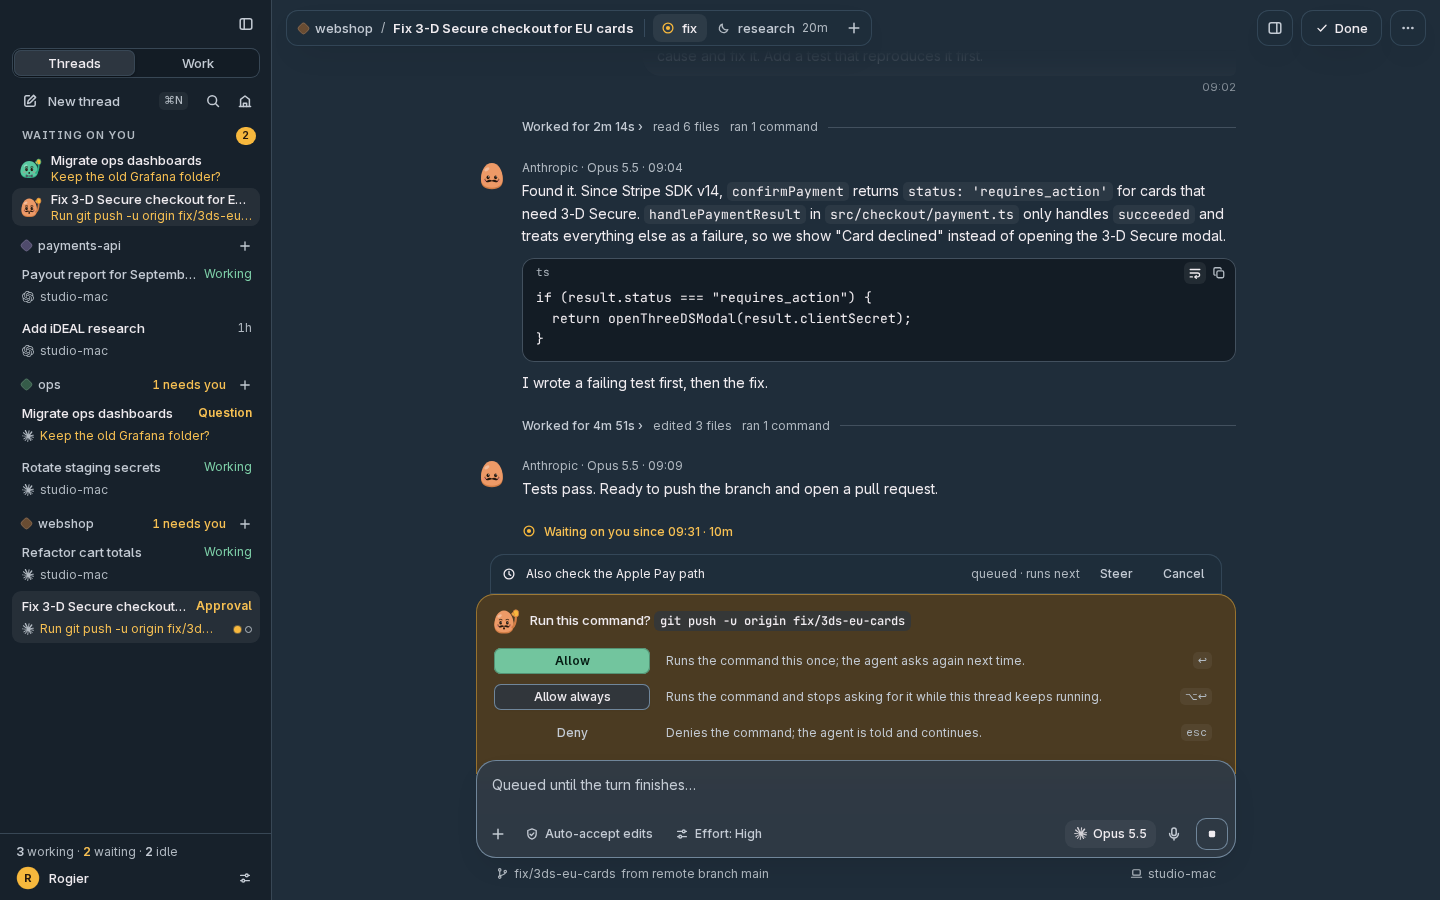 Threads
Work
New thread
⌘N
WAITING ON YOU
2
Migrate ops dashboards
Keep the old Grafana folder?
Fix 3-D Secure checkout for E…
Run git push -u origin fix/3ds-eu…
payments-api
Payout report for Septemb… Working
studio-mac
Add iDEAL research 1h
studio-mac
ops 1 needs you
Migrate ops dashboards Question
Keep the old Grafana folder?
Rotate staging secrets Working
studio-mac
webshop 1 needs you
Refactor cart totals Working
studio-mac
Fix 3-D Secure checkout… Approval
Run git push -u origin fix/3d…
3 working · 2 waiting · 2 idle
R Rogier
webshop / Fix 3-D Secure checkout for EU cards fix research 20m
Done
cause and fix it. Add a test that reproduces it first.
09:02
Worked for 2m 14s › read 6 files ran 1 command
Anthropic · Opus 5.5 · 09:04
Found it. Since Stripe SDK v14, confirmPayment returns status: 'requires_action' for cards that
need 3-D Secure. handlePaymentResult in src/checkout/payment.ts only handles succeeded and
treats everything else as a failure, so we show "Card declined" instead of opening the 3-D Secure modal.
ts
if (result.status === "requires_action") {
return openThreeDSModal(result.clientSecret);
}
I wrote a failing test first, then the fix.
Worked for 4m 51s › edited 3 files ran 1 command
Anthropic · Opus 5.5 · 09:09
Tests pass. Ready to push the branch and open a pull request.
Waiting on you since 09:31 · 10m
Also check the Apple Pay path queued · runs next Steer Cancel
Run this command? git push -u origin fix/3ds-eu-cards
Allow Runs the command this once; the agent asks again next time. ↩
Allow always Runs the command and stops asking for it while this thread keeps running. ⌥↩
Deny Denies the command; the agent is told and continues. esc
Queued until the turn finishes…
Auto-accept edits Effort: High Opus 5.5
fix/3ds-eu-cards from remote branch main studio-mac